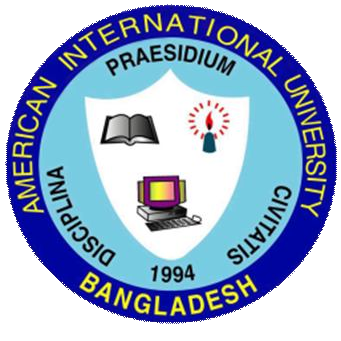 AMERICAN INTERNATIONAL UNIVERSITY
BANGLADESH
DISCIPLINA PRAESIDIUM CIVITATIS
1994